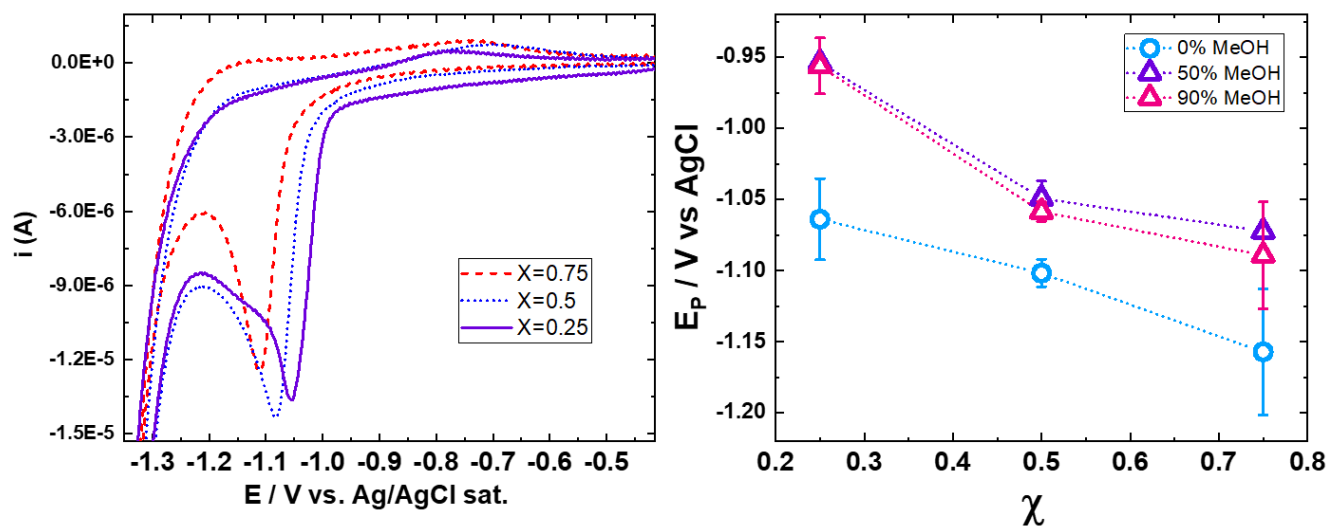 0.0E+0
-3.0E-6
-6.0E-6
-9.0E-6
-1.2E-5
-1.5E-5
i (A)
X=0.75
X=0.5
X=0.25
-1.3 -1.2 -1.1 -1.0 -0.9 -0.8 -0.7 -0.6 -0.5
E / V vs. Ag/AgCl sat.
-0.95
-1.00
-1.05
-1.10
-1.15
-1.20
E_P / V vs AgCl
0% MeOH
50% MeOH
90% MeOH
0.2 0.3 0.4 0.5 0.6 0.7 0.8
χ